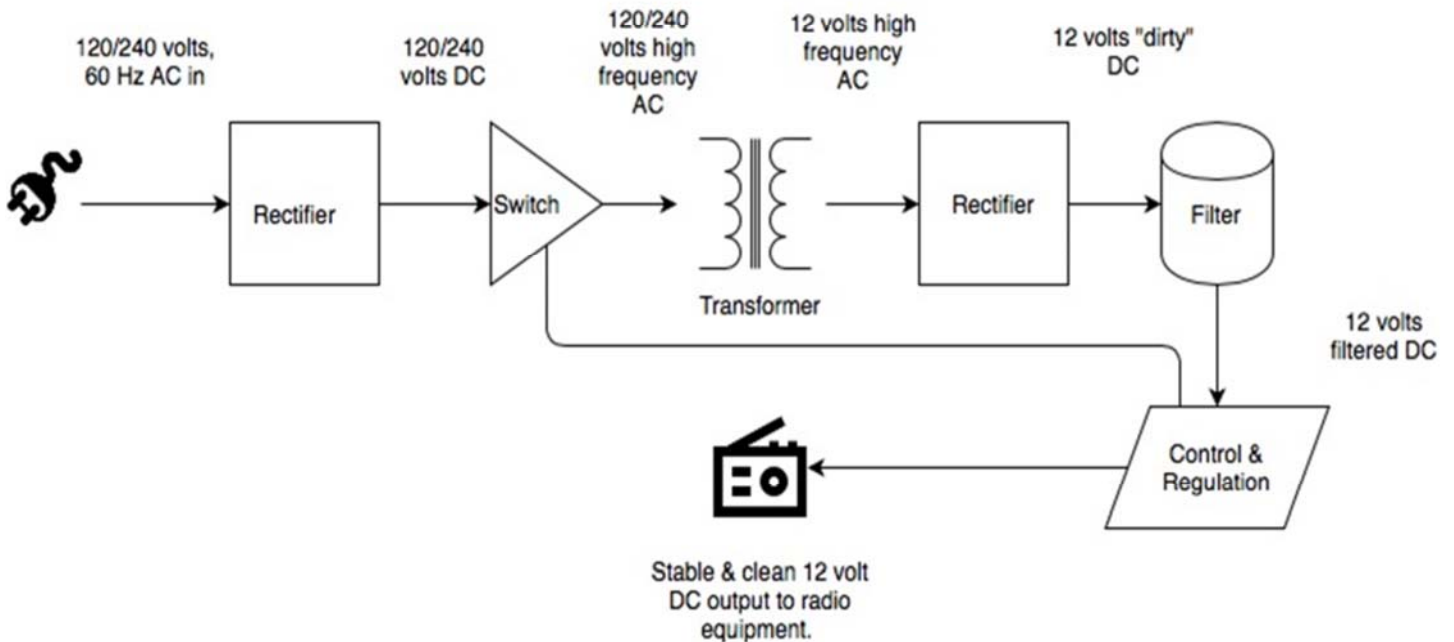 120/240 volts,
60 Hz AC in
120/240
volts DC
120/240
volts high
frequency
AC
12 volts high
frequency
AC
12 volts "dirty"
DC
Rectifier
Switch
Transformer
Rectifier
Filter
12 volts
filtered DC
Control &
Regulation
Stable & clean 12 volt
DC output to radio
equipment.